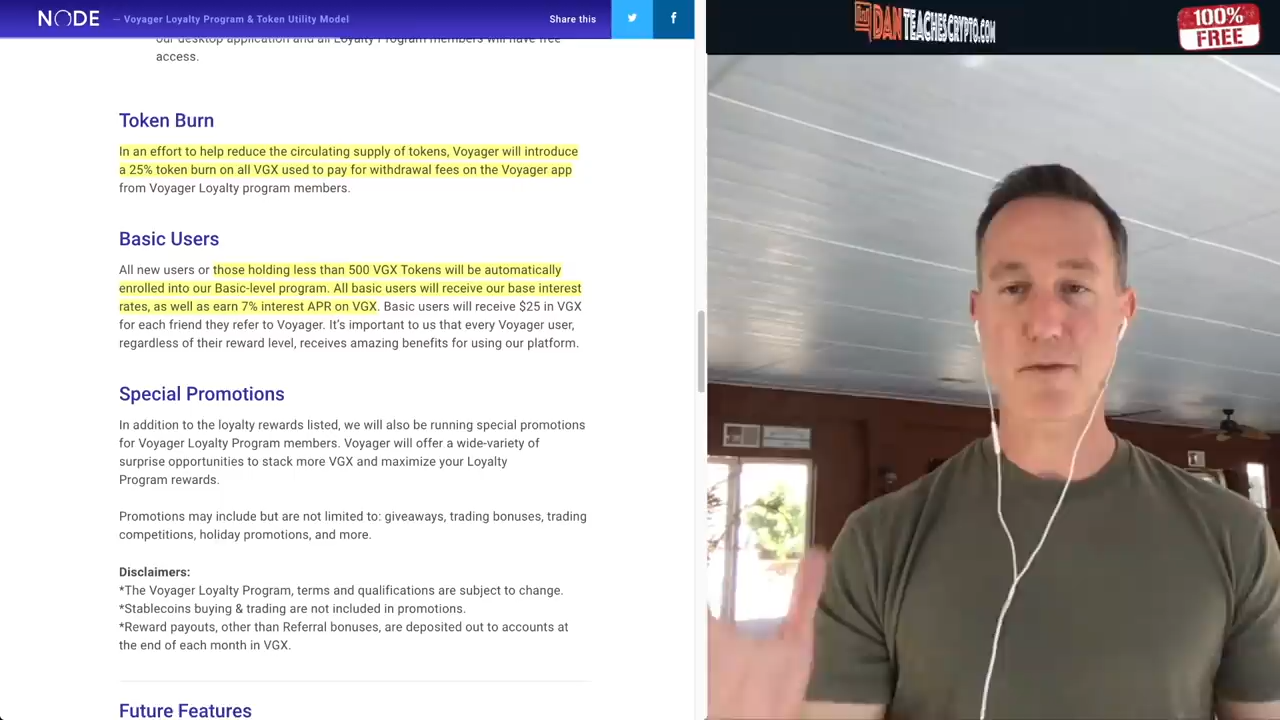 NODE
— Voyager Loyalty Program & Token Utility Model
Share this
DANTEACHESCRYPTO.COM
100%
FREE
our desktop application and all Loyalty Program members will have free
access.
Token Burn
In an effort to help reduce the circulating supply of tokens, Voyager will introduce
a 25% token burn on all VGX used to pay for withdrawal fees on the Voyager app
from Voyager Loyalty program members.
Basic Users
All new users or those holding less than 500 VGX Tokens will be automatically
enrolled into our Basic-level program. All basic users will receive our base interest
rates, as well as earn 7% interest APR on VGX. Basic users will receive $25 in VGX
for each friend they refer to Voyager. It's important to us that every Voyager user,
regardless of their reward level, receives amazing benefits for using our platform.
Special Promotions
In addition to the loyalty rewards listed, we will also be running special promotions
for Voyager Loyalty Program members. Voyager will offer a wide-variety of
surprise opportunities to stack more VGX and maximize your Loyalty
Program rewards.
Promotions may include but are not limited to: giveaways, trading bonuses, trading
competitions, holiday promotions, and more.
Disclaimers:
*The Voyager Loyalty Program, terms and qualifications are subject to change.
*Stablecoins buying & trading are not included in promotions.
*Reward payouts, other than Referral bonuses, are deposited out to accounts at
the end of each month in VGX.
Future Features